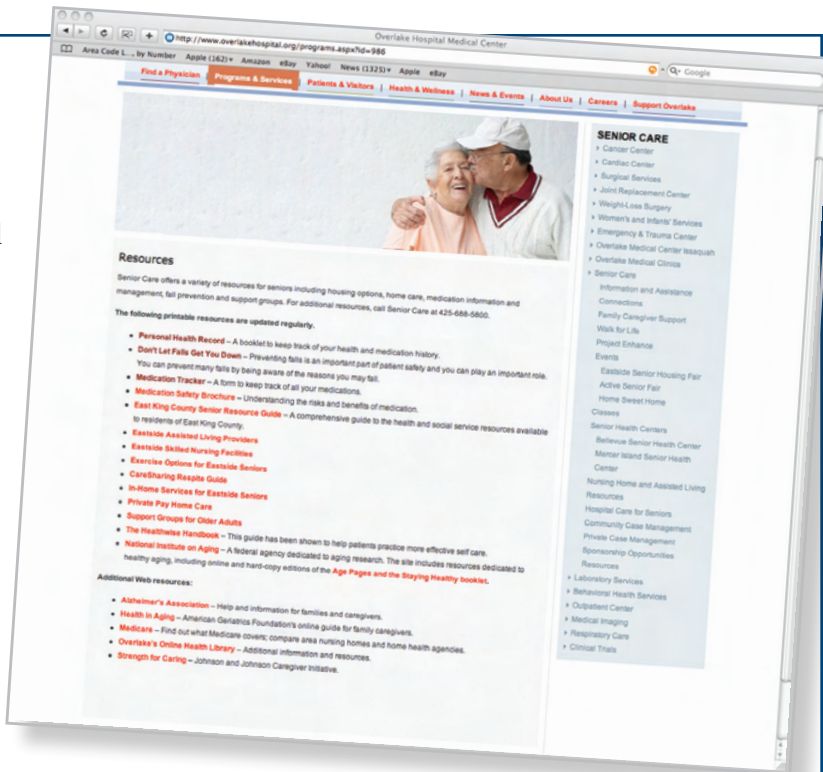 Overlake Hospital Medical Center
http://www.overlakehospital.org/programs.aspx?id=986
Google
Area Code L... , by Number Apple (162) Amazon eBay Yahoo! News (1325) Apple eBay
Find a Physician | Programs & Services | Patients & Visitors | Health & Wellness | News & Events | About Us | Careers | Support Overlake
Resources
Senior Care offers a variety of resources for seniors including housing options, home care, medication information and
management, fall prevention and support groups. For additional resources, call Senior Care at 425-688-5800.
The following printable resources are updated regularly.
• Personal Health Record – A booklet to keep track of your health and medication history.
• Don't Let Falls Get You Down – Preventing falls is an important part of patient safety and you can play an important role.
You can prevent many falls by being aware of the reasons you may fall.
• Medication Tracker – A form to keep track of all your medications.
• Medication Safety Brochure – Understanding the risks and benefits of medication.
• East King County Senior Resource Guide – A comprehensive guide to the health and social service resources available
to residents of East King County.
• Eastside Assisted Living Providers
• Eastside Skilled Nursing Facilities
• Exercise Options for Eastside Seniors
• CareSharing Respite Guide
• In-Home Services for Eastside Seniors
• Private Pay Home Care
• Support Groups for Older Adults
• The Healthwise Handbook – This guide has been shown to help patients practice more effective self care.
• National Institute on Aging – A federal agency dedicated to aging research. The site includes resources dedicated to
healthy aging, including online and hard-copy editions of the Age Pages and the Staying Healthy booklet.
Additional Web resources:
• Alzheimer's Association – Help and information for families and caregivers.
• Health in Aging – American Geriatrics Foundation's online guide for family caregivers.
• Medicare – Find out what Medicare covers; compare area nursing homes and home health agencies.
• Overlake's Online Health Library – Additional information and resources.
• Strength for Caring – Johnson and Johnson Caregiver Initiative.
SENIOR CARE
Cancer Center
Cardiac Center
Surgical Services
Joint Replacement Center
Weight-Loss Surgery
Women's and Infants' Services
Emergency & Trauma Center
Overlake Medical Center Issaquah
Overlake Medical Clinics
Senior Care
Information and Assistance
Connections
Family Caregiver Support
Walk for Life
Project Enhance
Events
Eastside Senior Housing Fair
Active Senior Fair
Home Sweet Home
Classes
Senior Health Centers
Bellevue Senior Health Center
Mercer Island Senior Health
Center
Nursing Home and Assisted Living
Resources
Hospital Care for Seniors
Community Case Management
Private Case Management
Sponsorship Opportunities
Resources
Laboratory Services
Behavioral Health Services
Outpatient Center
Medical Imaging
Respiratory Care
Clinical Trials